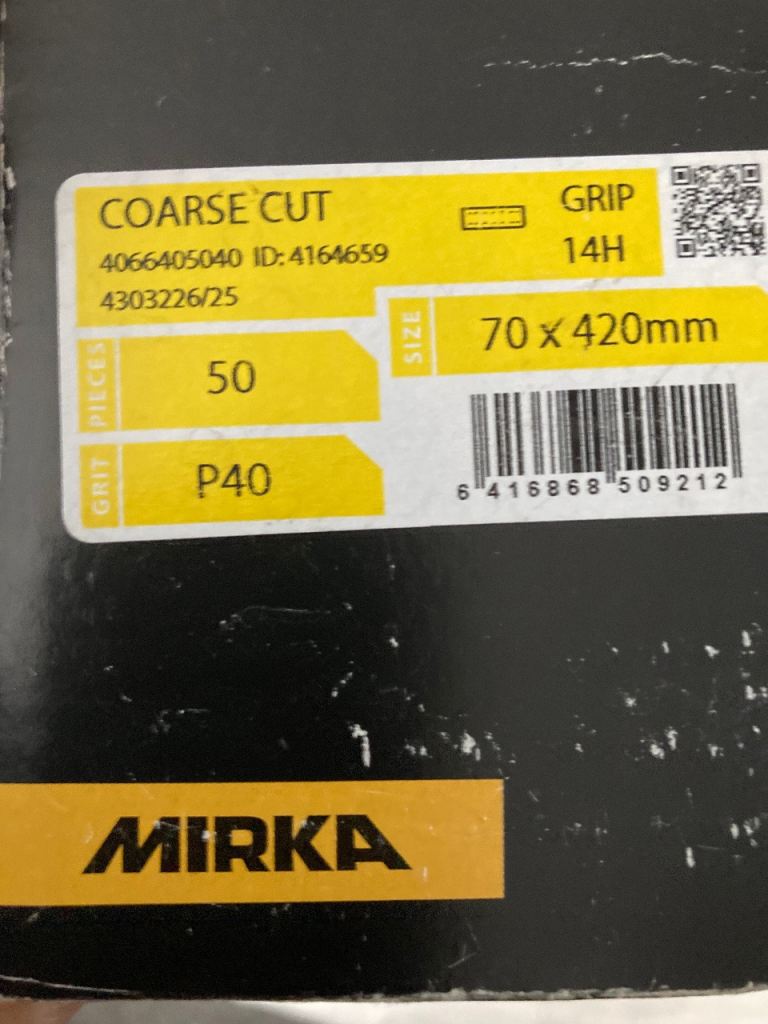 COARSE CUT
4066405040 ID: 4164659
4303226/25
GRIP
14H
SIZE
70 x 420mm
PIECES
50
GRIT
P40
6 416868 509212
MIRKA